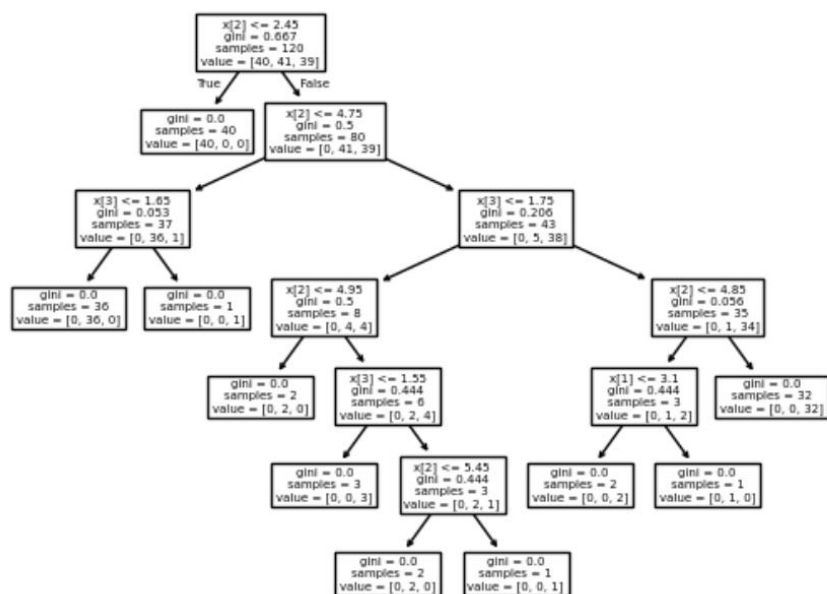 x[2] <= 2.45
gini = 0.667
samples = 120
value = [40, 41, 39]
True
False
gini = 0.0
samples = 40
value = [40, 0, 0]
x[2] <= 4.75
gini = 0.5
samples = 80
value = [0, 41, 39]
x[3] <= 1.65
gini = 0.053
samples = 37
value = [0, 36, 1]
x[3] <= 1.75
gini = 0.206
samples = 43
value = [0, 5, 38]
gini = 0.0
samples = 36
value = [0, 36, 0]
gini = 0.0
samples = 1
value = [0, 0, 1]
x[2] <= 4.95
gini = 0.5
samples = 8
value = [0, 4, 4]
x[2] <= 4.85
gini = 0.056
samples = 35
value = [0, 1, 34]
gini = 0.0
samples = 2
value = [0, 2, 0]
x[3] <= 1.55
gini = 0.444
samples = 6
value = [0, 2, 4]
x[1] <= 3.1
gini = 0.444
samples = 3
value = [0, 1, 2]
gini = 0.0
samples = 32
value = [0, 0, 32]
gini = 0.0
samples = 3
value = [0, 0, 3]
x[2] <= 5.45
gini = 0.444
samples = 3
value = [0, 2, 1]
gini = 0.0
samples = 2
value = [0, 0, 2]
gini = 0.0
samples = 1
value = [0, 1, 0]
gini = 0.0
samples = 2
value = [0, 2, 0]
gini = 0.0
samples = 1
value = [0, 0, 1]